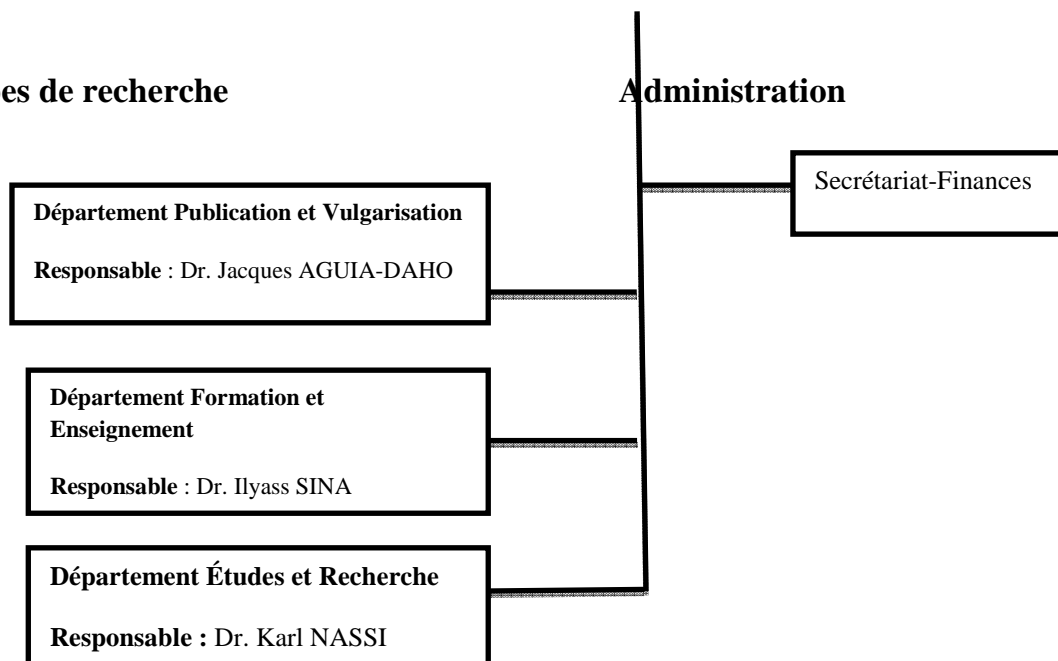 es de recherche
Administration
Secrétariat-Finances
Département Publication et Vulgarisation
Responsable : Dr. Jacques AGUIA-DAHO
Département Formation et
Enseignement
Responsable : Dr. Ilyass SINA
Département Études et Recherche
Responsable : Dr. Karl NASSI